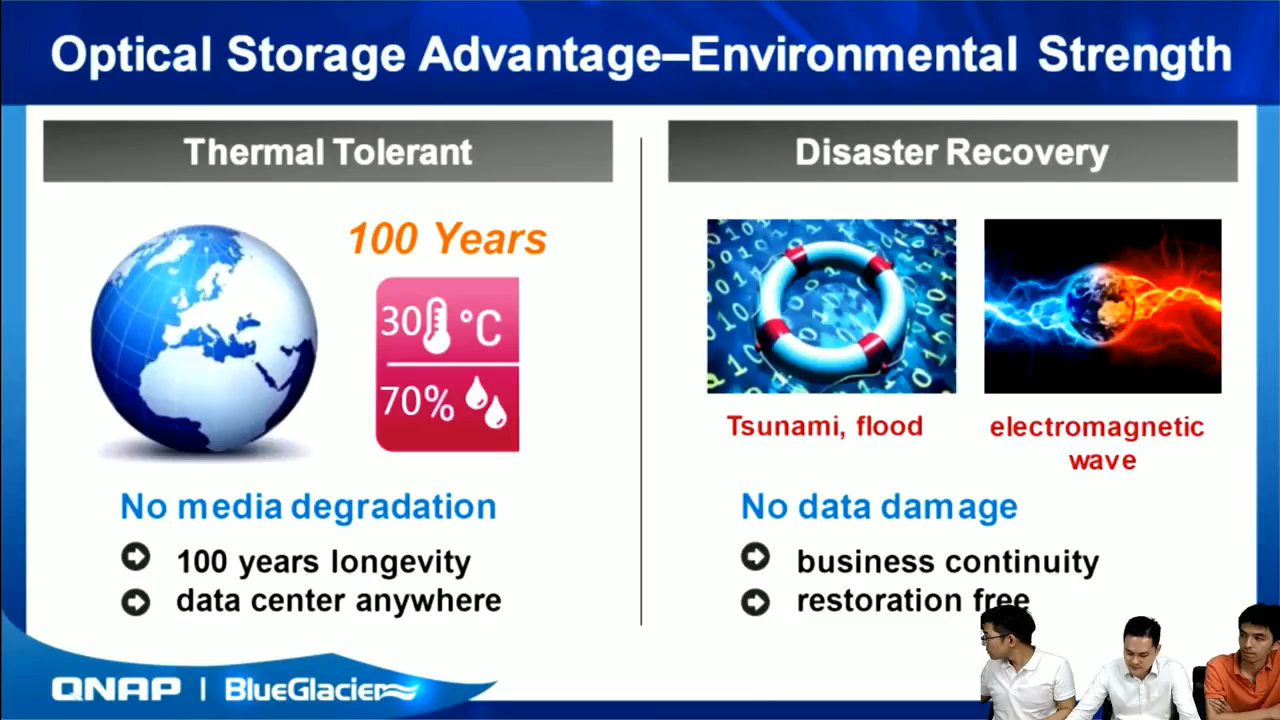 Optical Storage Advantage–Environmental Strength
Thermal Tolerant
100 Years
30 °C
70%
No media degradation
100 years longevity
data center anywhere
Disaster Recovery
Tsunami, flood
electromagnetic
wave
No data damage
business continuity
restoration free
QNAP | BlueGlacier